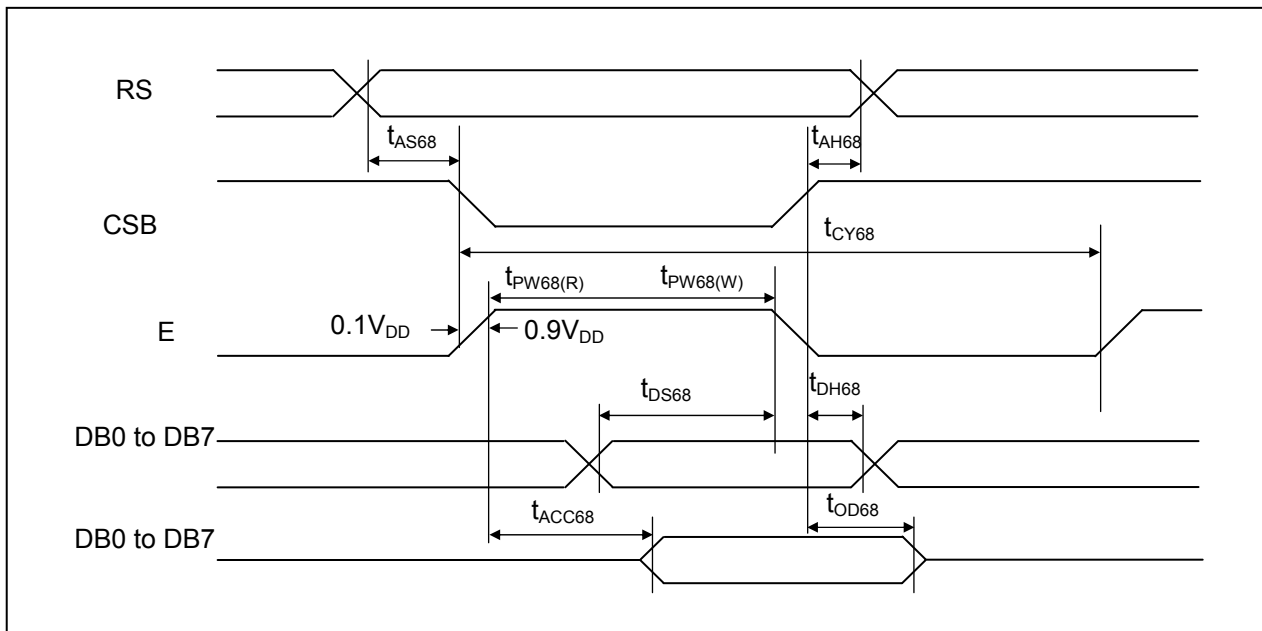 RS
tAS68
tAH68
CSB
tCY68
tPW68(R) tPW68(W)
E
0.1VDD
0.9VDD
tDS68
tDH68
DB0 to DB7
tACC68
tOD68
DB0 to DB7